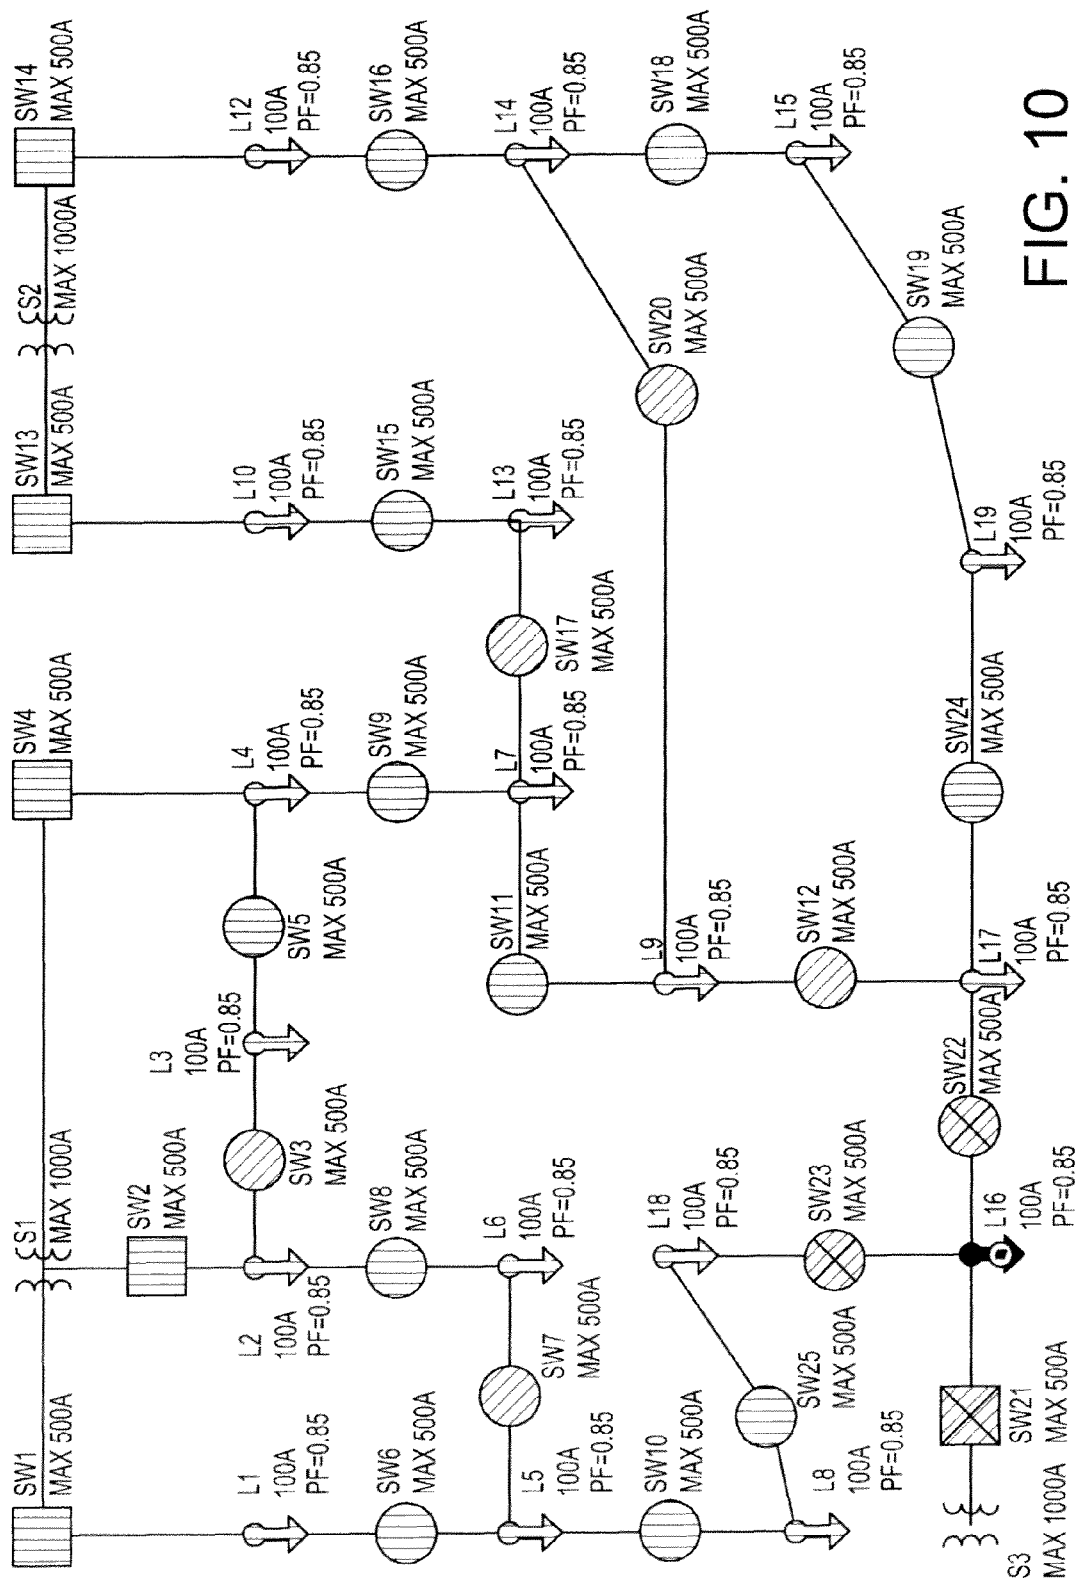 SW1
MAX 500A
S1
MAX 1000A
SW4
MAX 500A
SW13
MAX 500A
S2
MAX 1000A
SW14
MAX 500A
SW2
MAX 500A
L1
100A
PF=0.85
L2
100A
PF=0.85
SW3
MAX 500A
L3
100A
PF=0.85
SW5
MAX 500A
L4
100A
PF=0.85
L10
100A
PF=0.85
L12
100A
PF=0.85
SW6
MAX 500A
SW8
MAX 500A
SW9
MAX 500A
SW15
MAX 500A
SW16
MAX 500A
L5
100A
PF=0.85
SW7
MAX 500A
L6
100A
PF=0.85
SW11
MAX 500A
L7
100A
PF=0.85
SW17
MAX 500A
L13
100A
PF=0.85
L14
100A
PF=0.85
SW10
MAX 500A
L18
100A
PF=0.85
L9
100A
PF=0.85
SW20
MAX 500A
SW18
MAX 500A
L8
100A
PF=0.85
SW25
MAX 500A
SW23
MAX 500A
SW12
MAX 500A
L15
100A
PF=0.85
S3
MAX 1000A
SW21
MAX 500A
L16
100A
PF=0.85
SW22
MAX 500A
L17
100A
PF=0.85
SW24
MAX 500A
L19
100A
PF=0.85
SW19
MAX 500A
FIG. 10